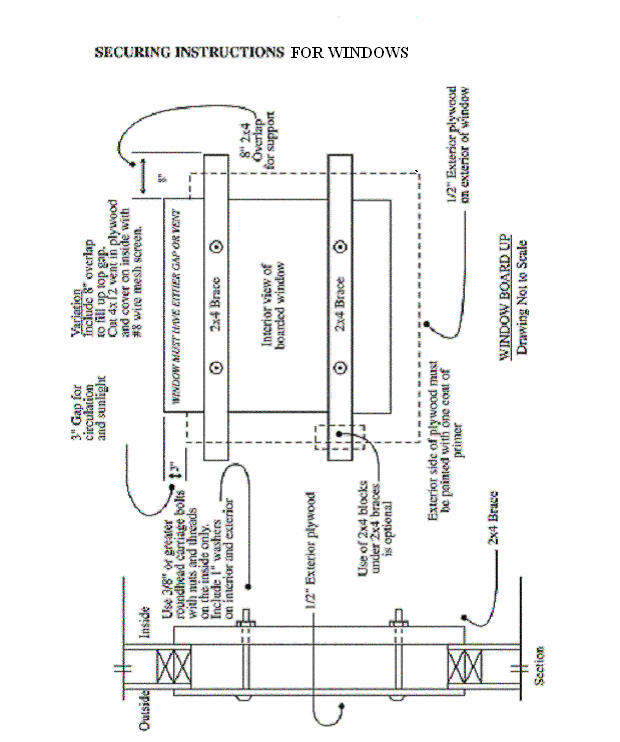 SECURING INSTRUCTIONS FOR WINDOWS
3" Gap for
circulation
and sunlight
Variation
Include 8" overlap
to fill up top gap.
Cut 4x12 vent in plywood
and cover on inside with
#8 wire mesh screen.
3"
8"
8" 2x4
Overlap
for support
WINDOW MUST HAVE EITHER GAP OR VENT
2x4 Brace
Interior view of
boarded window
2x4 Brace
1/2" Exterior plywood
on exterior of window
Use of 2x4 blocks
under 2x4 braces
is optional
Exterior side of plywood must
be painted with one coat of
primer
WINDOW BOARD UP
Drawing Not to Scale
Outside
Inside
Use 3/8" or greater
roundhead carriage bolts
with nuts and threads
on the inside only.
Include 1" washers
on interior and exterior
1/2" Exterior plywood
2x4 Brace
Section